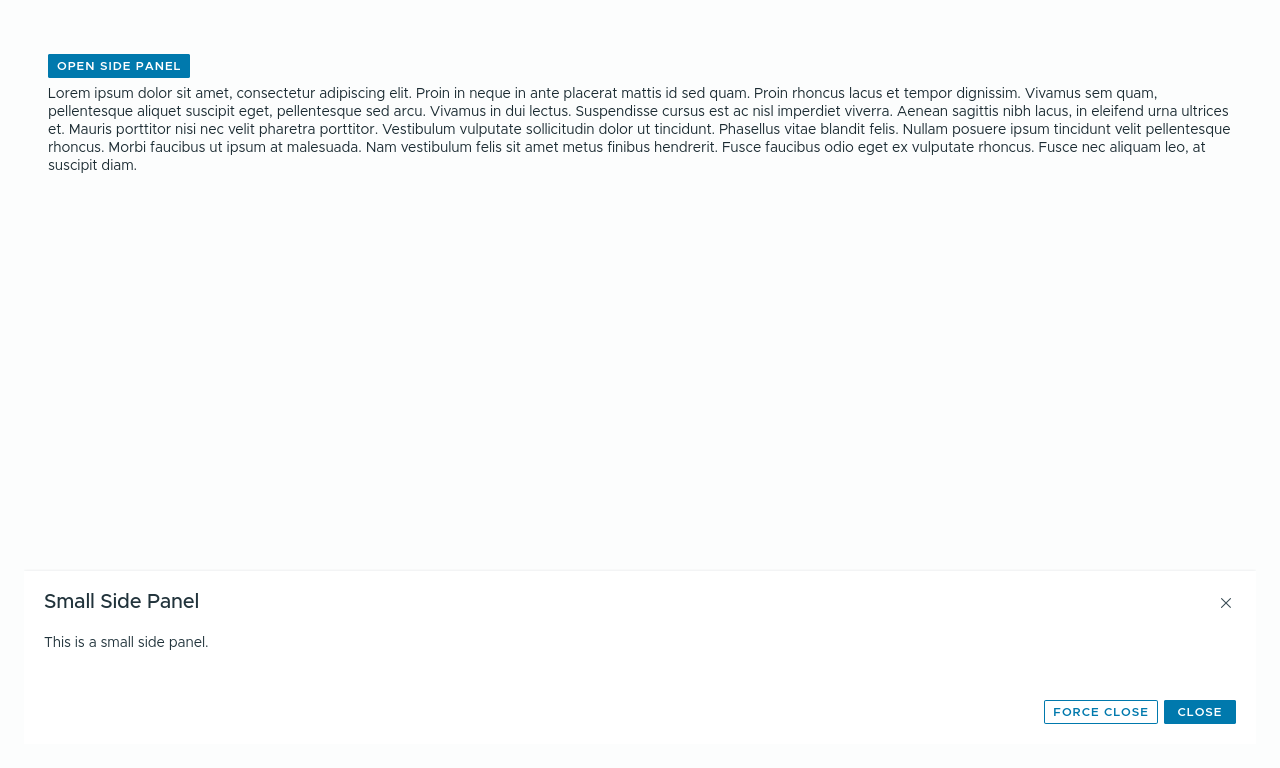 OPEN SIDE PANEL
Lorem ipsum dolor sit amet, consectetur adipiscing elit. Proin in neque in ante placerat mattis id sed quam. Proin rhoncus lacus et tempor dignissim. Vivamus sem quam,
pellentesque aliquet suscipit eget, pellentesque sed arcu. Vivamus in dui lectus. Suspendisse cursus est ac nisl imperdiet viverra. Aenean sagittis nibh lacus, in eleifend urna ultrices
et. Mauris porttitor nisi nec velit pharetra porttitor. Vestibulum vulputate sollicitudin dolor ut tincidunt. Phasellus vitae blandit felis. Nullam posuere ipsum tincidunt velit pellentesque
rhoncus. Morbi faucibus ut ipsum at malesuada. Nam vestibulum felis sit amet metus finibus hendrerit. Fusce faucibus odio eget ex vulputate rhoncus. Fusce nec aliquam leo, at
suscipit diam.
Small Side Panel
This is a small side panel.
FORCE CLOSE
CLOSE